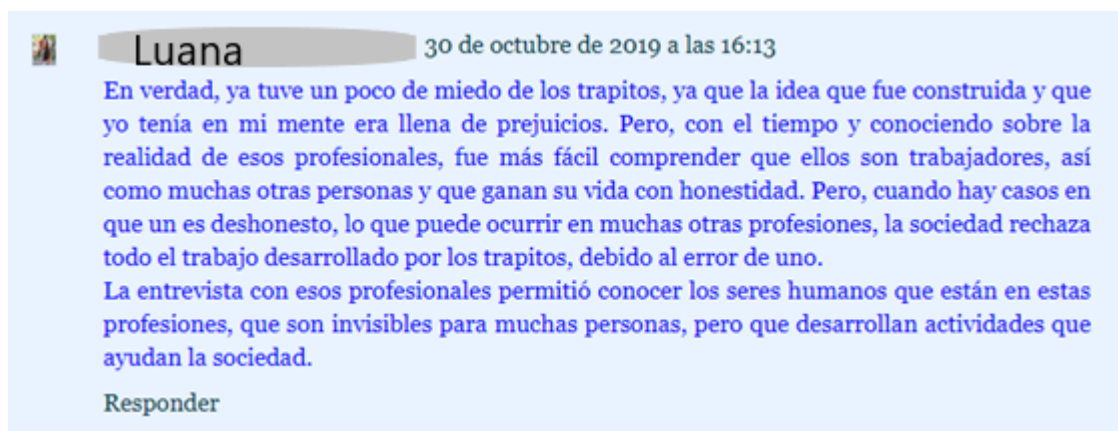 Luana 30 de octubre de 2019 a las 16:13
En verdad, ya tuve un poco de miedo de los trapitos, ya que la idea que fue construida y que
yo tenía en mi mente era llena de prejuicios. Pero, con el tiempo y conociendo sobre la
realidad de esos profesionales, fue más fácil comprender que ellos son trabajadores, así
como muchas otras personas y que ganan su vida con honestidad. Pero, cuando hay casos en
que un es deshonesto, lo que puede ocurrir en muchas otras profesiones, la sociedad rechaza
todo el trabajo desarrollado por los trapitos, debido al error de uno.
La entrevista con esos profesionales permitió conocer los seres humanos que están en estas
profesiones, que son invisibles para muchas personas, pero que desarrollan actividades que
ayudan la sociedad.
Responder